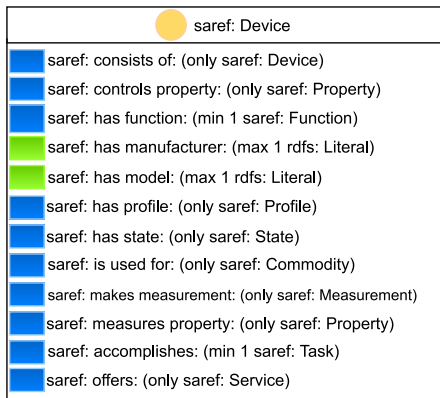 saref: Device
saref: consists of: (only saref: Device)
saref: controls property: (only saref: Property)
saref: has function: (min 1 saref: Function)
saref: has manufacturer: (max 1 rdfs: Literal)
saref: has model: (max 1 rdfs: Literal)
saref: has profile: (only saref: Profile)
saref: has state: (only saref: State)
saref: is used for: (only saref: Commodity)
saref: makes measurement: (only saref: Measurement)
saref: measures property: (only saref: Property)
saref: accomplishes: (min 1 saref: Task)
saref: offers: (only saref: Service)